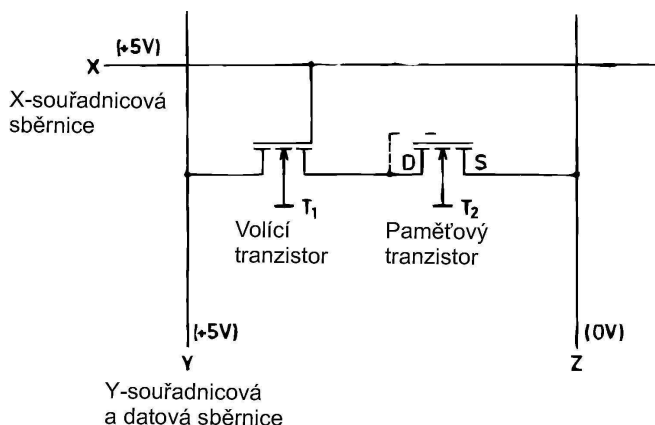 (+5V)
X
X-souřadnicová
sběrnice
D
S
T1
T2
Volící
tranzistor
Paměťový
tranzistor
(+5V)
(0V)
Y
Z
Y-souřadnicová
a datová sběrnice